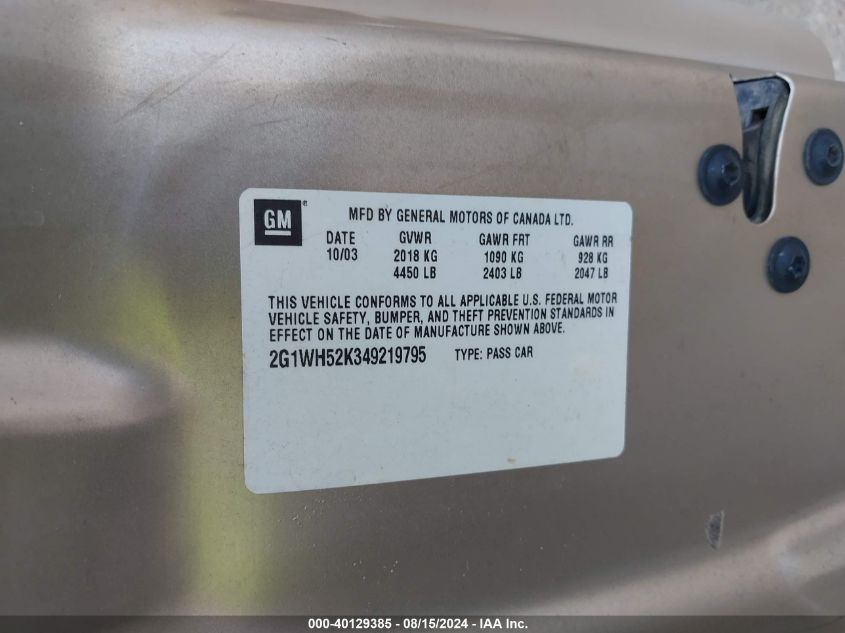 GM®
MFD BY GENERAL MOTORS OF CANADA LTD.
DATE GVWR GAWR FRT GAWR RR
10/03 2018 KG 1090 KG 928 KG
4450 LB 2403 LB 2047 LB
THIS VEHICLE CONFORMS TO ALL APPLICABLE U.S. FEDERAL MOTOR
VEHICLE SAFETY, BUMPER, AND THEFT PREVENTION STANDARDS IN
EFFECT ON THE DATE OF MANUFACTURE SHOWN ABOVE.
2G1WH52K349219795 TYPE: PASS CAR
000-40129385 - 08/15/2024 - IAA Inc.